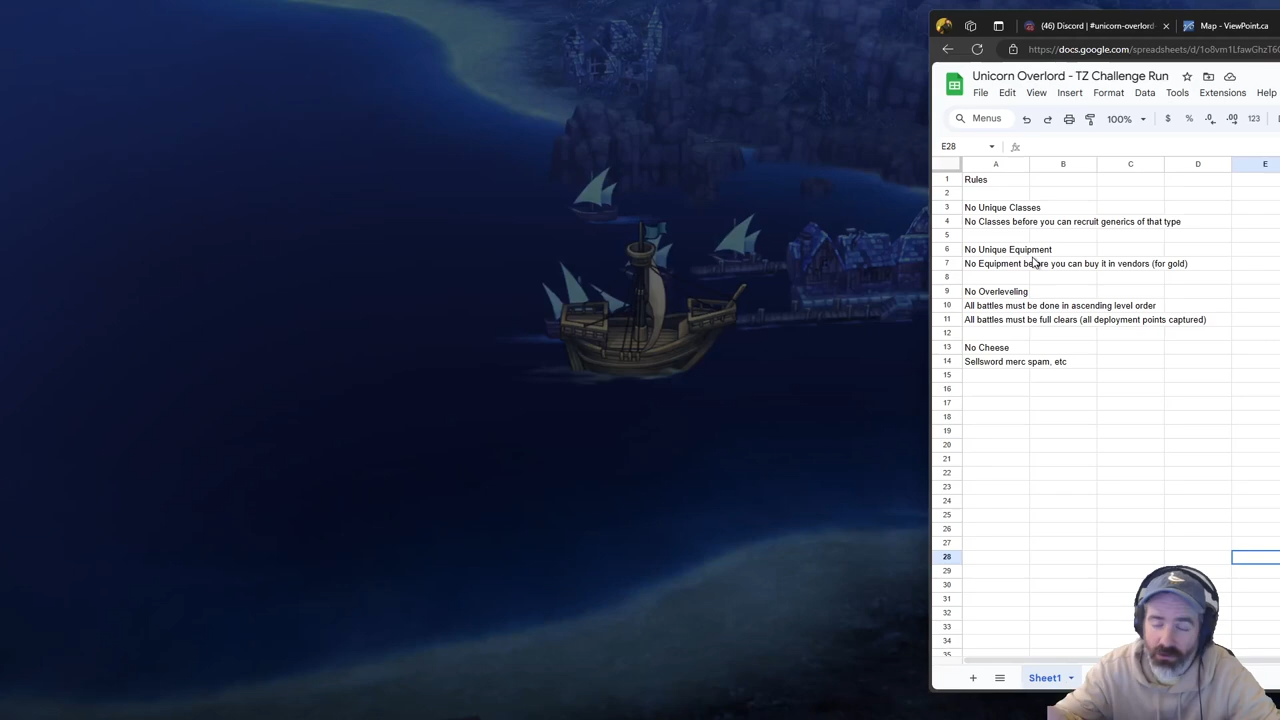 (46) Discord | #unicorn-overlord-
Map - ViewPoint.ca
https://docs.google.com/spreadsheets/d/1o8vm1LfawGhzT6
Unicorn Overlord - TZ Challenge Run
File Edit View Insert Format Data Tools Extensions Help
Menus 100% $ % .0 .00 123
E28 fx
A B C D E
1 Rules
2
3 No Unique Classes
4 No Classes before you can recruit generics of that type
5
6 No Unique Equipment
7 No Equipment before you can buy it in vendors (for gold)
8
9 No Overleveling
10 All battles must be done in ascending level order
11 All battles must be full clears (all deployment points captured)
12
13 No Cheese
14 Sellsword merc spam, etc
15
16
17
18
19
20
21
22
23
24
25
26
27
28
29
30
31
32
33
34
35
Sheet1